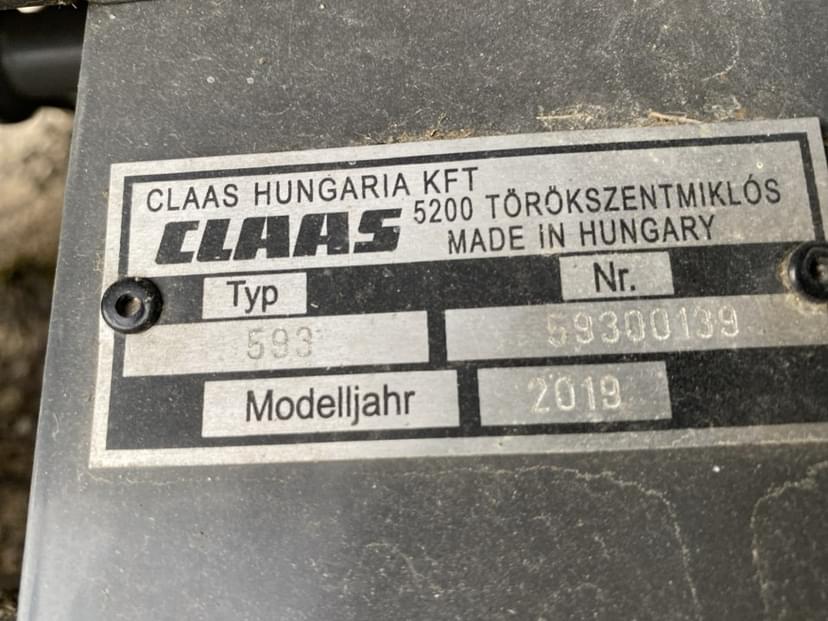 CLAAS HUNGARIA KFT
CLAAS 5200 TÖRÖKSZENTMIKLÓS
MADE IN HUNGARY
Typ Nr.
593 59300139
Modelljahr 2019